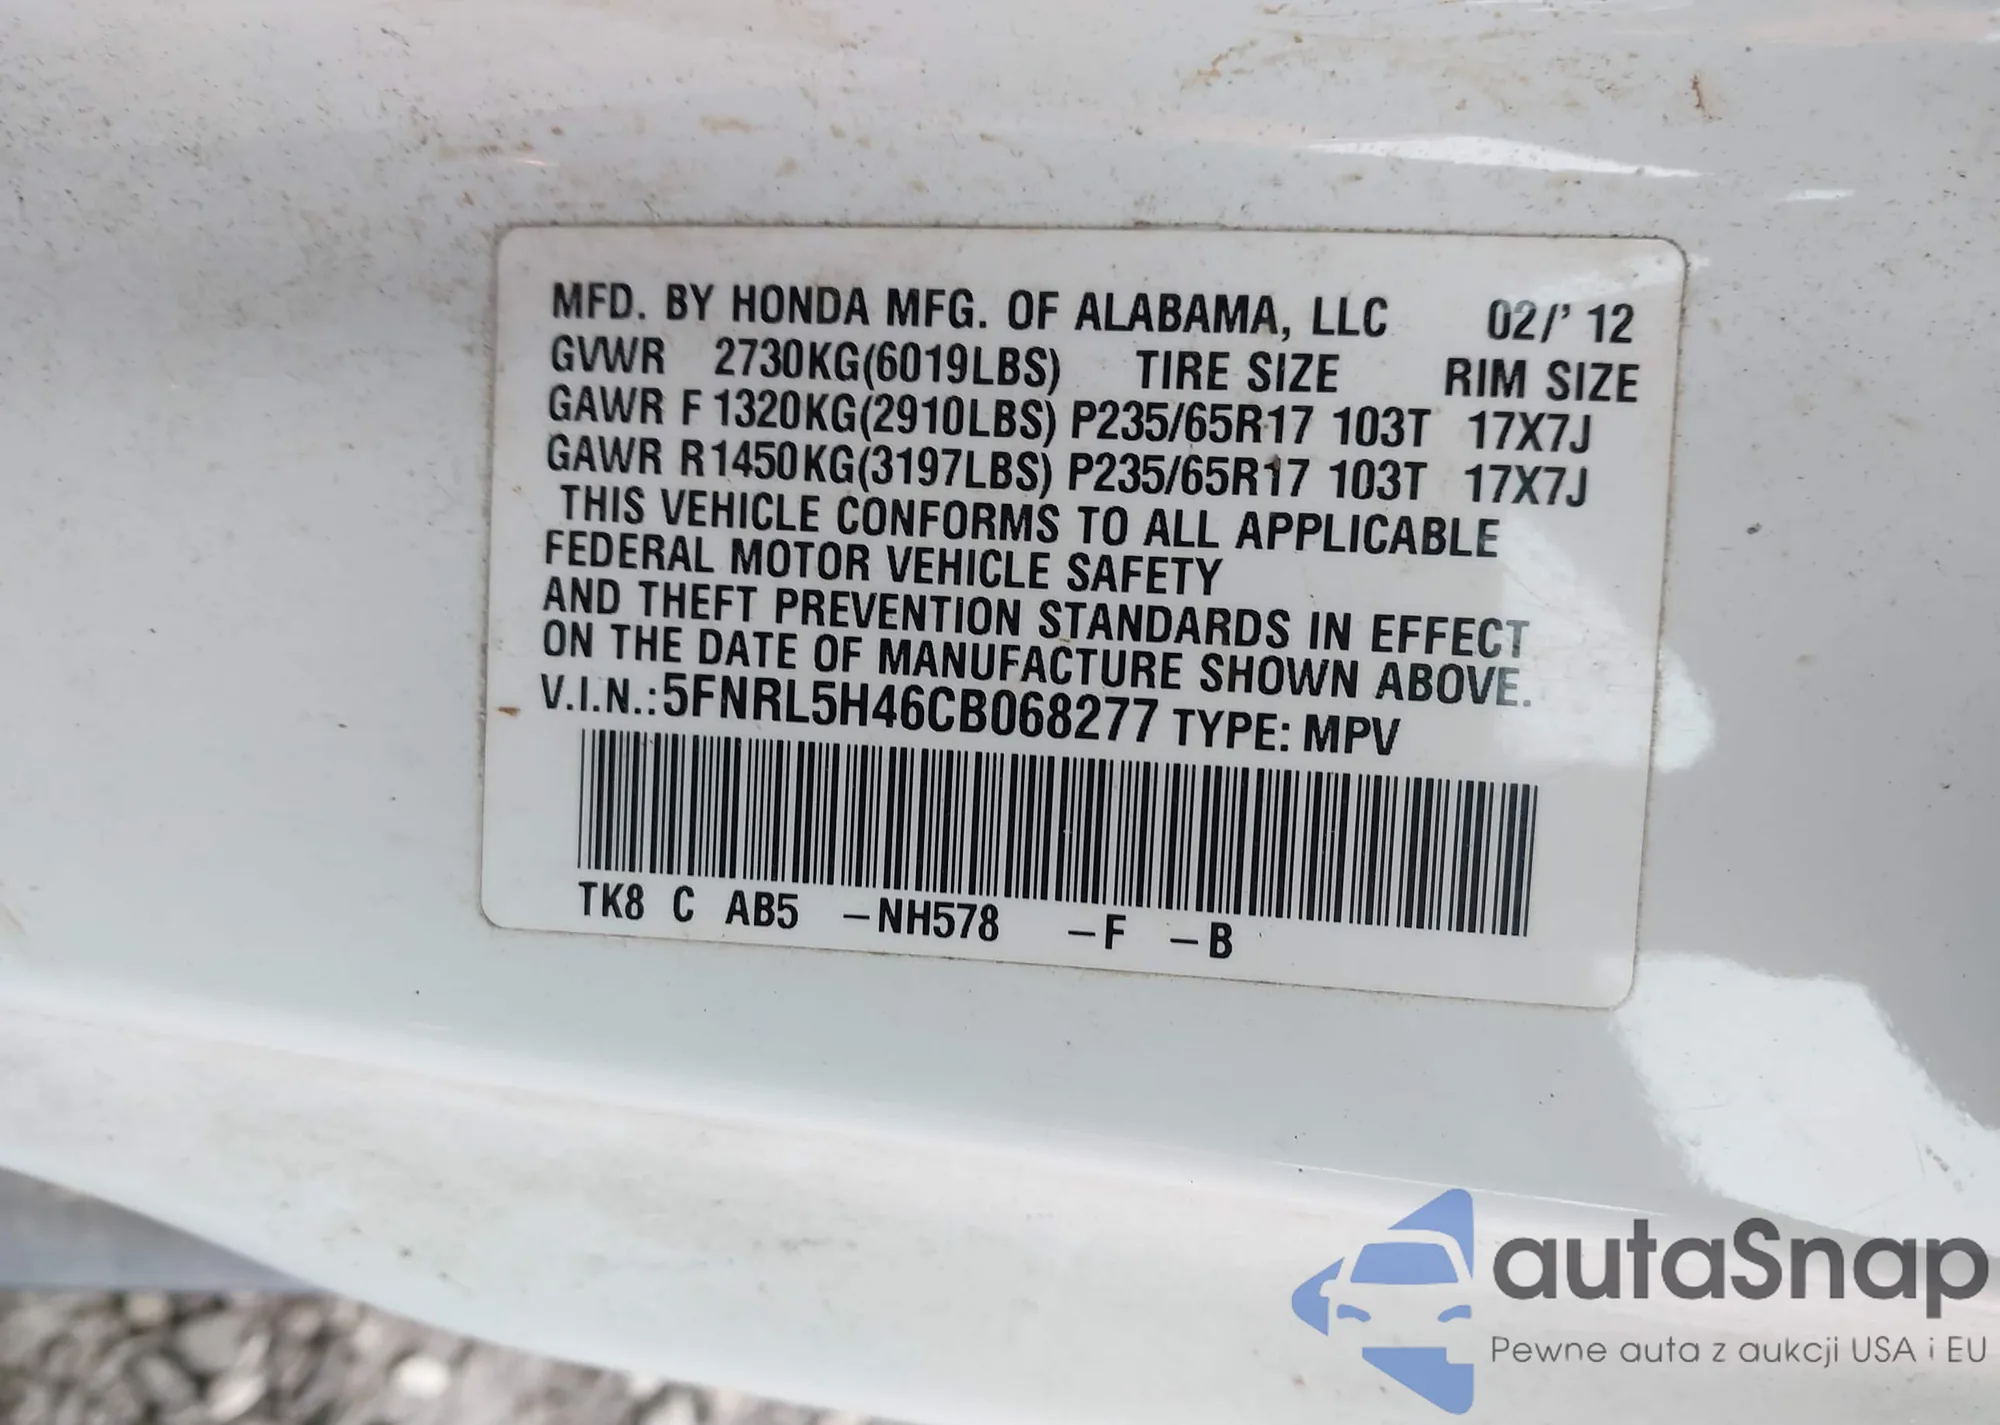 MFD. BY HONDA MFG. OF ALABAMA, LLC 02/' 12
GVWR 2730KG(6019LBS) TIRE SIZE RIM SIZE
GAWR F 1320KG(2910LBS) P235/65R17 103T 17X7J
GAWR R1450KG(3197LBS) P235/65R17 103T 17X7J
THIS VEHICLE CONFORMS TO ALL APPLICABLE
FEDERAL MOTOR VEHICLE SAFETY
AND THEFT PREVENTION STANDARDS IN EFFECT
ON THE DATE OF MANUFACTURE SHOWN ABOVE.
V.I.N.:5FNRL5H46CB068277 TYPE: MPV
TK8 C AB5 –NH578 –F –B
autaSnap
Pewne auta z aukcji USA i EU